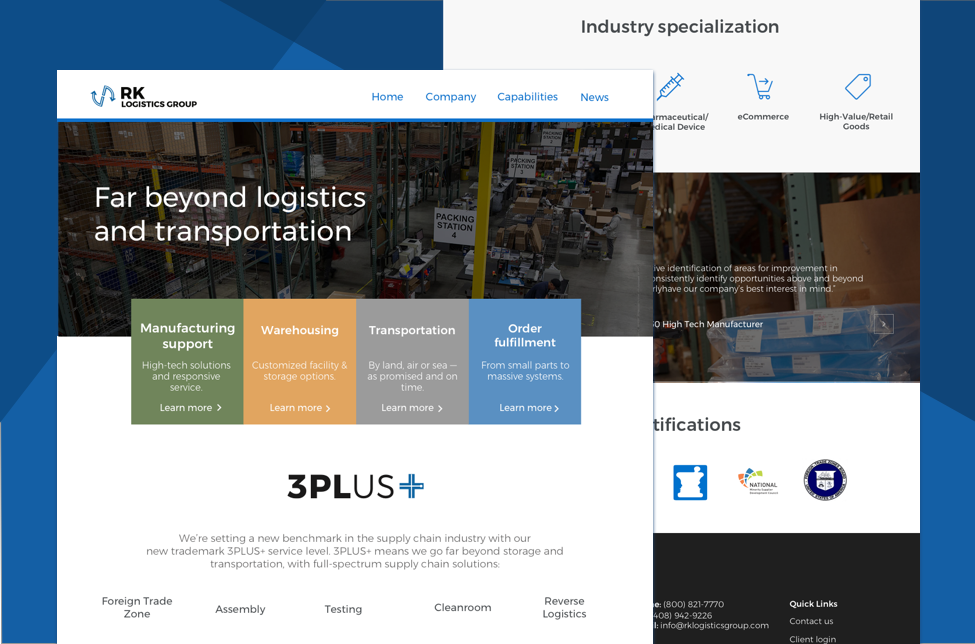 Industry specialization
RK
LOGISTICS GROUP
Home Company Capabilities News
eCommerce
High-Value/Retail
Goods
Device
PACKING
STATION
PACKING
STATION
PACKING
STATION
4
Far beyond logistics
and transportation
identification of areas for improvement in
opportunities above and beyond
have our company's best interest in mind."
High Tech Manufacturer
Manufacturing
support
High-tech solutions
and responsive
service.
Learn more
Warehousing
Customized facility &
storage options.
Learn more
Transportation
By land, air or sea —
as promised and on
time.
Learn more
Order
fulfillment
From small parts to
massive systems.
Learn more
3PLUS+
We're setting a new benchmark in the supply chain industry with our
new trademark 3PLUS+ service level. 3PLUS+ means we go far beyond storage and
transportation, with full-spectrum supply chain solutions:
Foreign Trade
Zone
Assembly
Testing
Cleanroom
Reverse
Logistics
tifications
NATIONAL
(800) 821-7770
408) 942-9226
info@rklogisticsgroup.com
Quick Links
Contact us
Client login